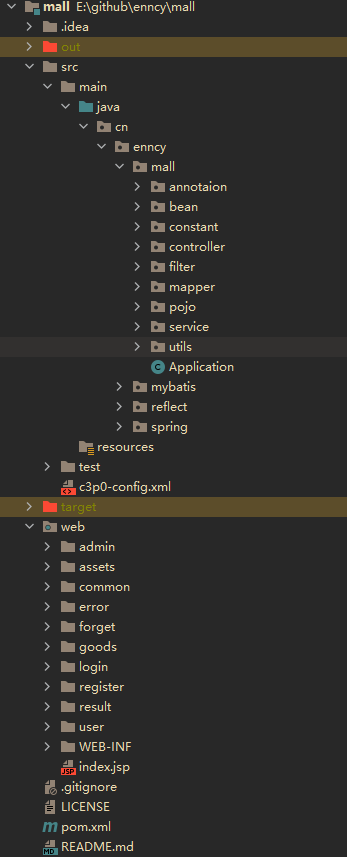 mall E:\github\enncy\mall
.idea
out
src
main
java
cn
enncy
mall
annotaion
bean
constant
controller
filter
mapper
pojo
service
utils
Application
mybatis
reflect
spring
resources
test
c3p0-config.xml
target
web
admin
assets
common
error
forget
goods
login
register
result
user
WEB-INF
index.jsp
.gitignore
LICENSE
pom.xml
README.md